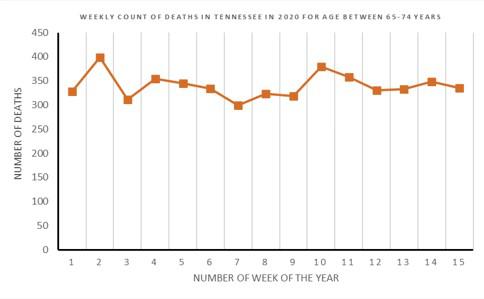 WEEKLY COUNT OF DEATHS IN TENNESSEE IN 2020 FOR AGE BETWEEN 65-74 YEARS
450
400
350
300
250
200
150
100
50
0
NUMBER OF DEATHS
1 2 3 4 5 6 7 8 9 10 11 12 13 14 15
NUMBER OF WEEK OF THE YEAR